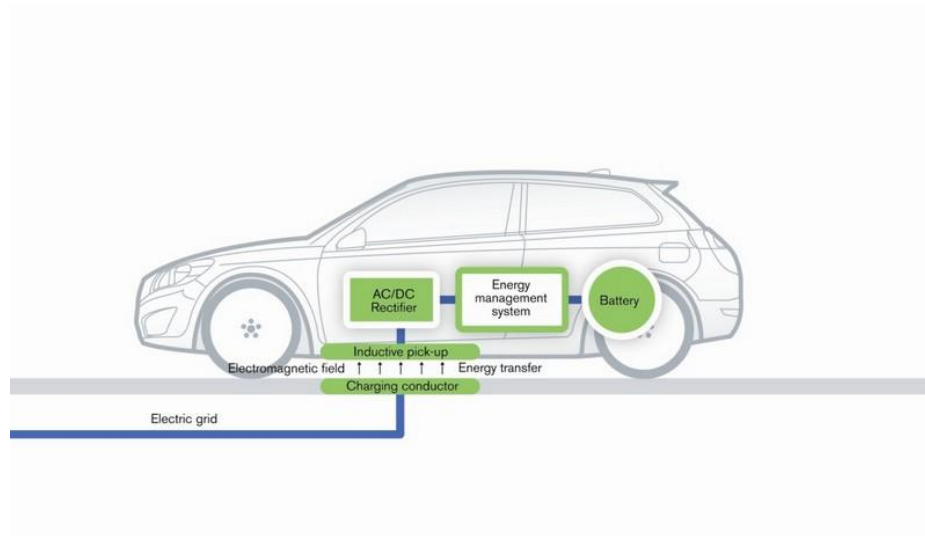 AC/DC
Rectifier
Energy
management
system
Battery
Inductive pick-up
Electromagnetic field
Energy transfer
Charging conductor
Electric grid